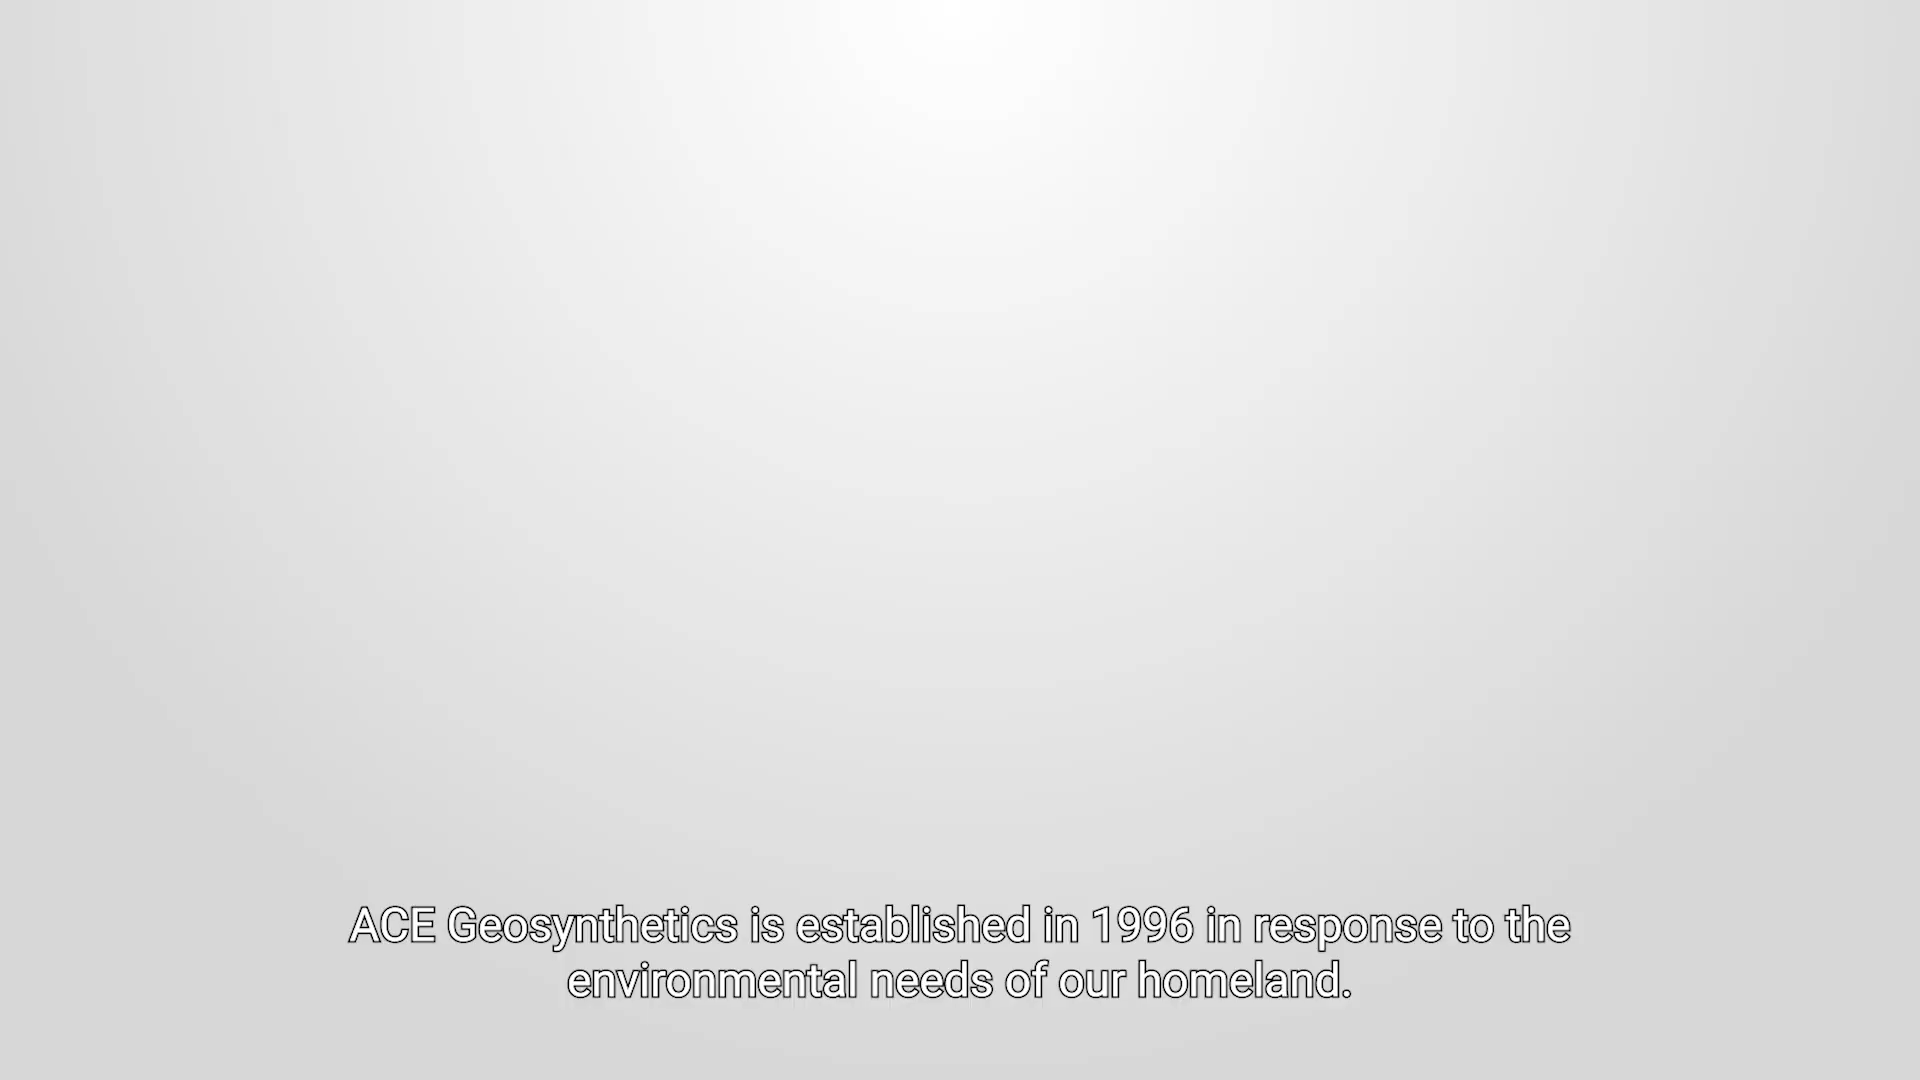 ACE Geosynthetics is established in 1996 in response to the
environmental needs of our homeland.